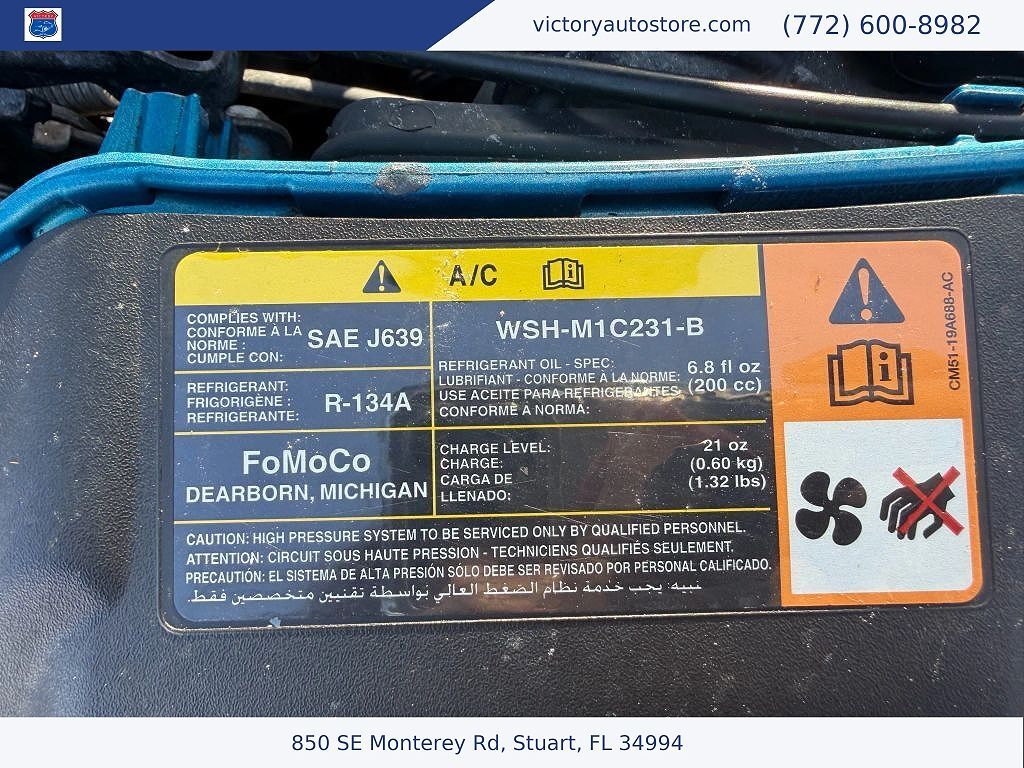 victoryautostore.com (772) 600-8982
A/C
COMPLIES WITH:
CONFORME À LA
NORME :
CUMPLE CON:
SAE J639
REFRIGERANT:
FRIGORIGÈNE :
REFRIGERANTE:
R-134A
WSH-M1C231-B
REFRIGERANT OIL - SPEC:
LUBRIFIANT - CONFORME À LA NORME:
USE ACEITE PARA REFRIGERANTES
CONFORME A NORMA:
6.8 fl oz
(200 cc)
FoMoCo
DEARBORN, MICHIGAN
CHARGE LEVEL:
CHARGE:
CARGA DE
LLENADO:
21 oz
(0.60 kg)
(1.32 lbs)
CAUTION: HIGH PRESSURE SYSTEM TO BE SERVICED ONLY BY QUALIFIED PERSONNEL.
ATTENTION: CIRCUIT SOUS HAUTE PRESSION - TECHNICIENS QUALIFIÉS SEULEMENT.
PRECAUTIÓN: EL SISTEMA DE ALTA PRESIÓN SÓLO DEBE SER REVISADO POR PERSONAL CALIFICADO.
تنبيه: يجب خدمة نظام الضغط العالي بواسطة تقنيين متخصصين فقط.
CM51-19A688-AC
850 SE Monterey Rd, Stuart, FL 34994